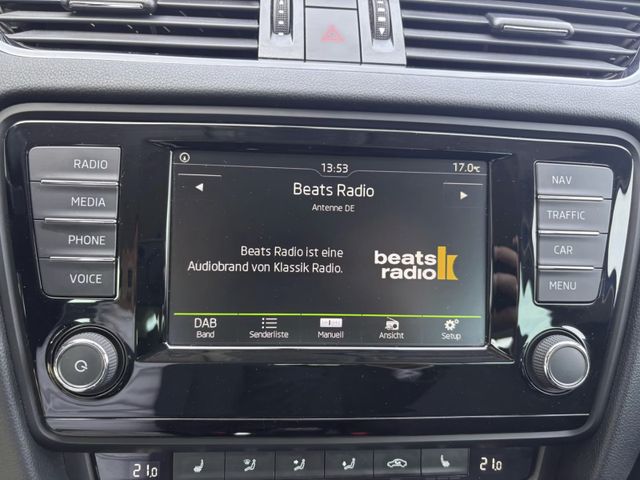 RADIO
MEDIA
PHONE
VOICE
13:53
17.0°C
Beats Radio
Antenne DE
Beats Radio ist eine
Audiobrand von Klassik Radio.
beats
radio
DAB
Band
Senderliste
Manuell
Ansicht
Setup
NAV
TRAFFIC
CAR
MENU
21.0
21.0